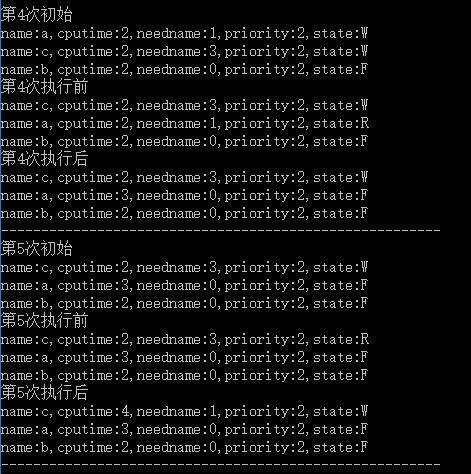 第4次初始
name:a,cputime:2,needname:1,priority:2,state:W
name:c,cputime:2,needname:3,priority:2,state:W
name:b,cputime:2,needname:0,priority:2,state:F
第4次执行前
name:c,cputime:2,needname:3,priority:2,state:W
name:a,cputime:2,needname:1,priority:2,state:R
name:b,cputime:2,needname:0,priority:2,state:F
第4次执行后
name:c,cputime:2,needname:3,priority:2,state:W
name:a,cputime:3,needname:0,priority:2,state:F
name:b,cputime:2,needname:0,priority:2,state:F
-------------------------------------------------------
第5次初始
name:c,cputime:2,needname:3,priority:2,state:W
name:a,cputime:3,needname:0,priority:2,state:F
name:b,cputime:2,needname:0,priority:2,state:F
第5次执行前
name:c,cputime:2,needname:3,priority:2,state:R
name:a,cputime:3,needname:0,priority:2,state:F
name:b,cputime:2,needname:0,priority:2,state:F
第5次执行后
name:c,cputime:4,needname:1,priority:2,state:W
name:a,cputime:3,needname:0,priority:2,state:F
name:b,cputime:2,needname:0,priority:2,state:F
-------------------------------------------------------